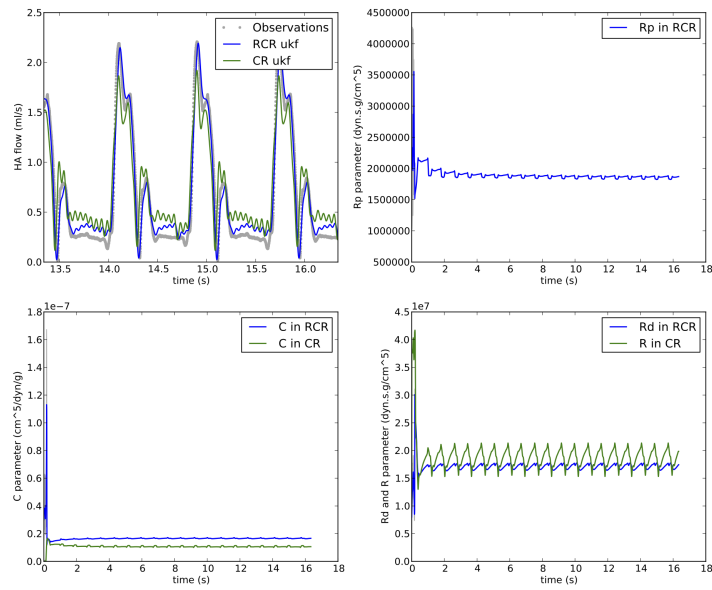 Observations
RCR ukf
CR ukf
HA flow (ml/s)
2.5
2.0
1.5
1.0
0.5
0.0
13.5 14.0 14.5 15.0 15.5 16.0
time (s)
Rp in RCR
Rp parameter (dyn.s.g/cm^5)
4500000
4000000
3500000
3000000
2500000
2000000
1500000
1000000
500000
0 2 4 6 8 10 12 14 16 18
time (s)
1e−7
C in RCR
C in CR
C parameter (cm^5/dyn/g)
1.8
1.6
1.4
1.2
1.0
0.8
0.6
0.4
0.2
0.0
0 2 4 6 8 10 12 14 16 18
time (s)
1e7
Rd in RCR
R in CR
Rd and R parameter (dyn.s.g/cm^5)
4.5
4.0
3.5
3.0
2.5
2.0
1.5
1.0
0.5
0.0
0 2 4 6 8 10 12 14 16 18
time (s)